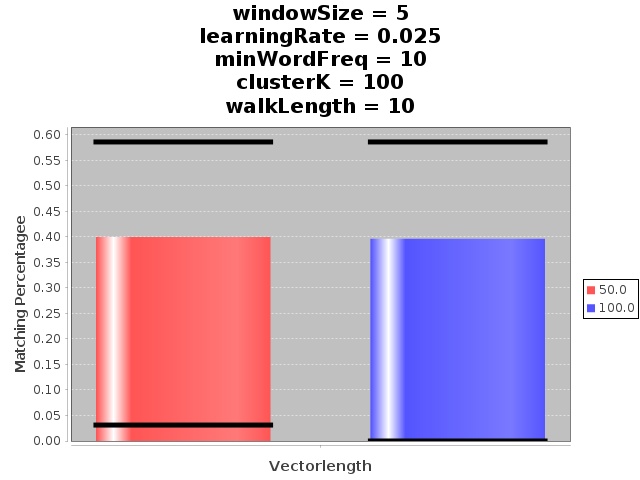 windowSize = 5
learningRate = 0.025
minWordFreq = 10
clusterK = 100
walkLength = 10
0.60
0.55
0.50
0.45
0.40
0.35
0.30
0.25
0.20
0.15
0.10
0.05
0.00
Matching Percentagee
Vectorlength
50.0
100.0